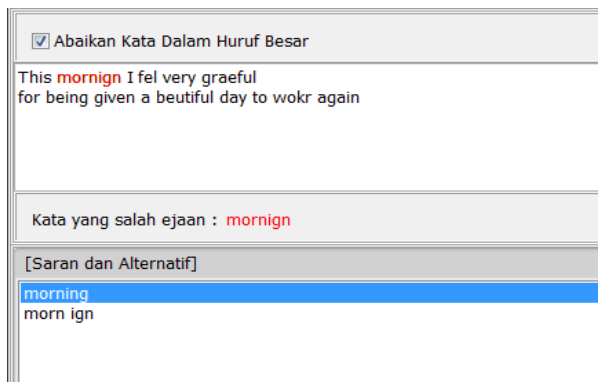 Abaikan Kata Dalam Huruf Besar
This mornign I fel very graeful
for being given a beutiful day to wokr again
Kata yang salah ejaan : mornign
[Saran dan Alternatif]
morning
morn ign